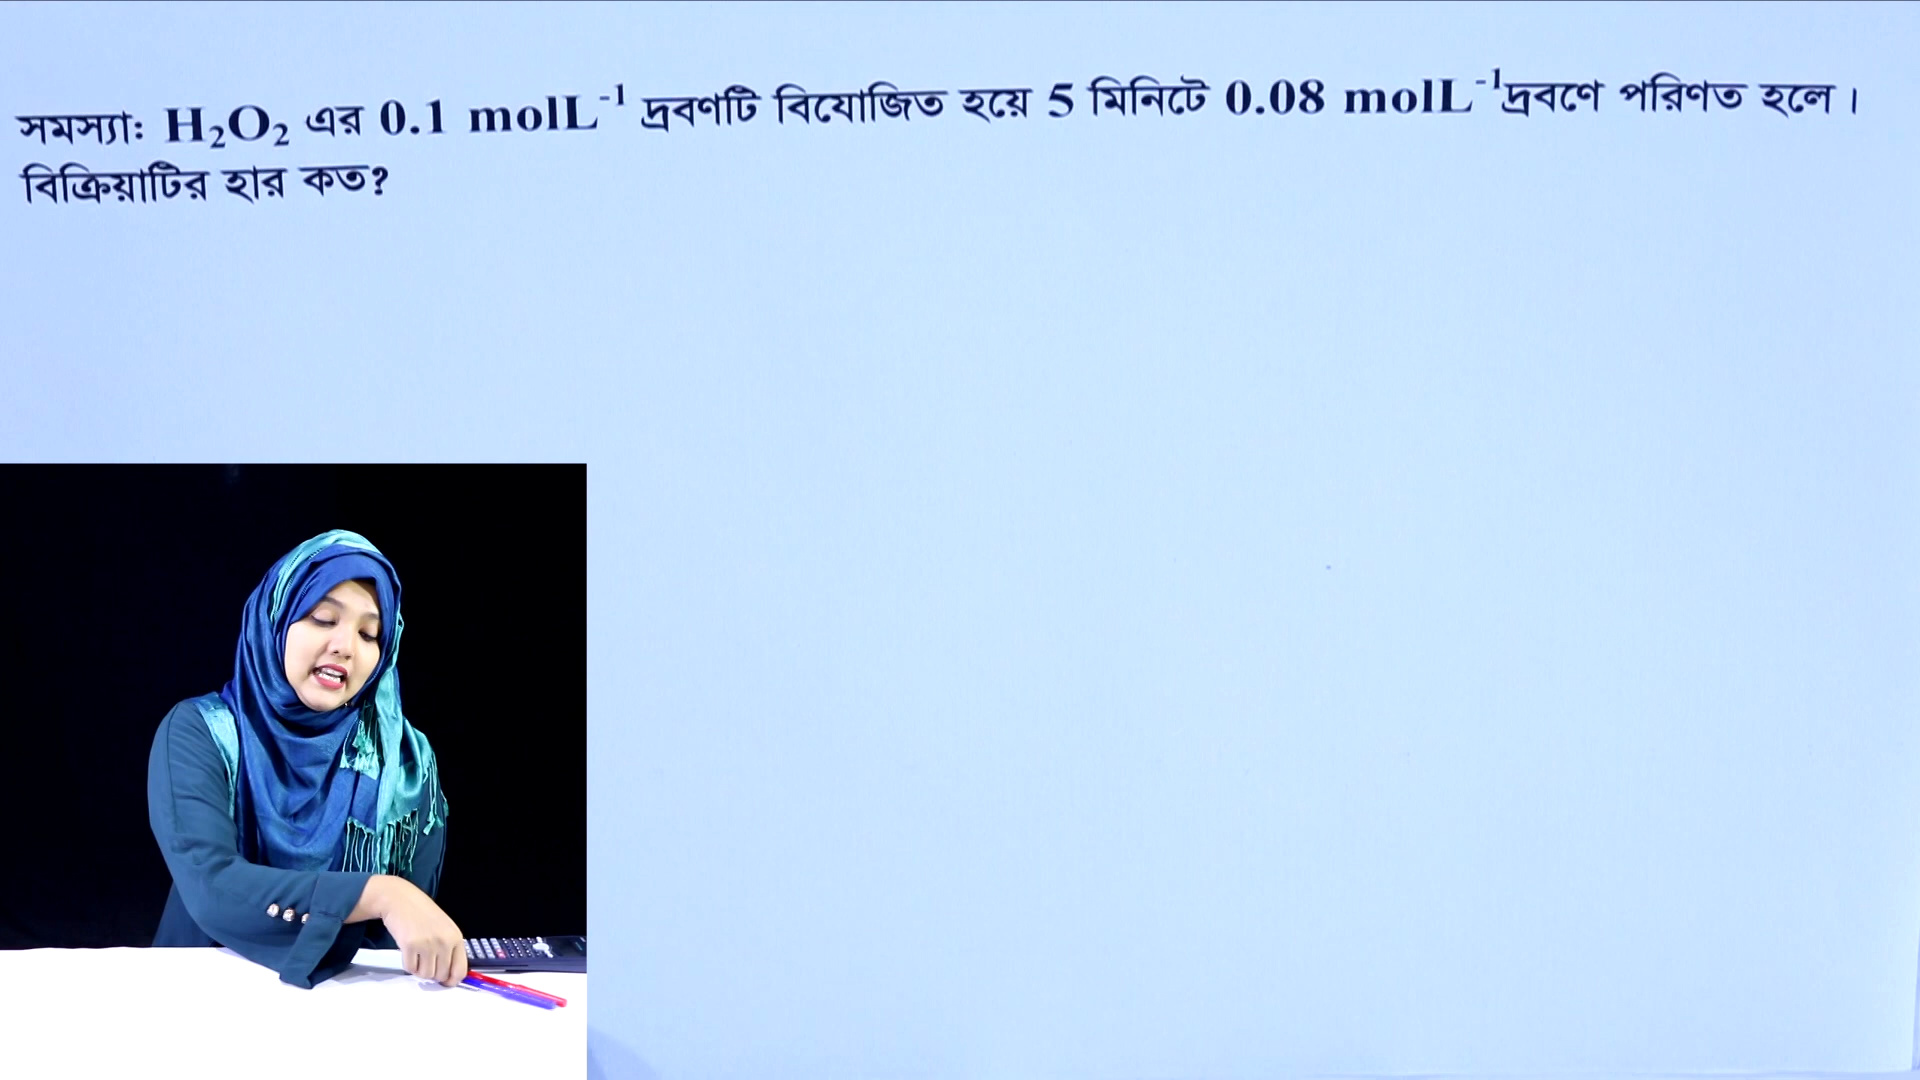 সমস্যা: H₂O₂ এর 0.1 molL⁻¹ দ্রবণটি বিযোজিত হয়ে 5 মিনিটে 0.08 molL⁻¹দ্রবণে পরিণত হলে।
বিক্রিয়াটির হার কত?